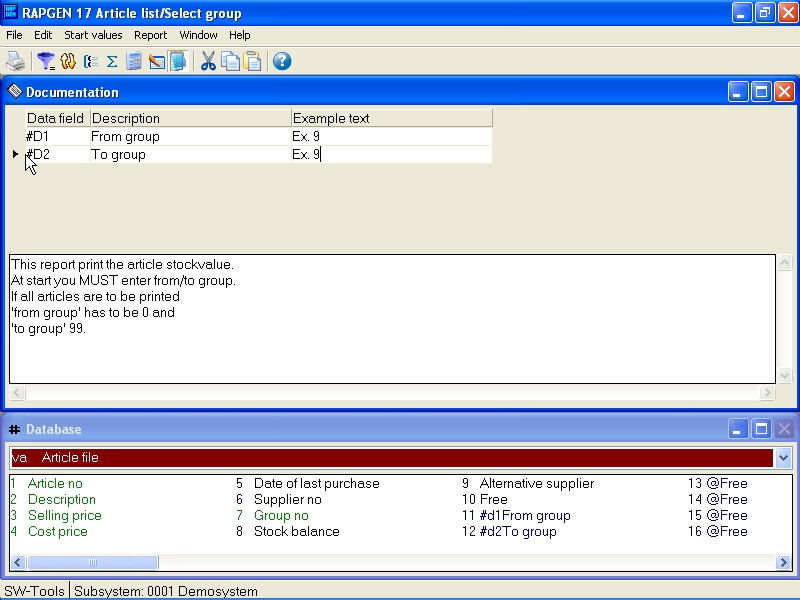 RAPGEN 17 Article list/Select group
File Edit Start values Report Window Help
Documentation
Data field Description Example text
#D1 From group Ex. 9
#D2 To group Ex. 9
This report print the article stockvalue.
At start you MUST enter from/to group.
If all articles are to be printed
'from group' has to be 0 and
'to group' 99.
# Database
va Article file
1 Article no 5 Date of last purchase 9 Alternative supplier 13 @Free
2 Description 6 Supplier no 10 Free 14 @Free
3 Selling price 7 Group no 11 #d1From group 15 @Free
4 Cost price 8 Stock balance 12 #d2To group 16 @Free
SW-Tools Subsystem: 0001 Demosystem